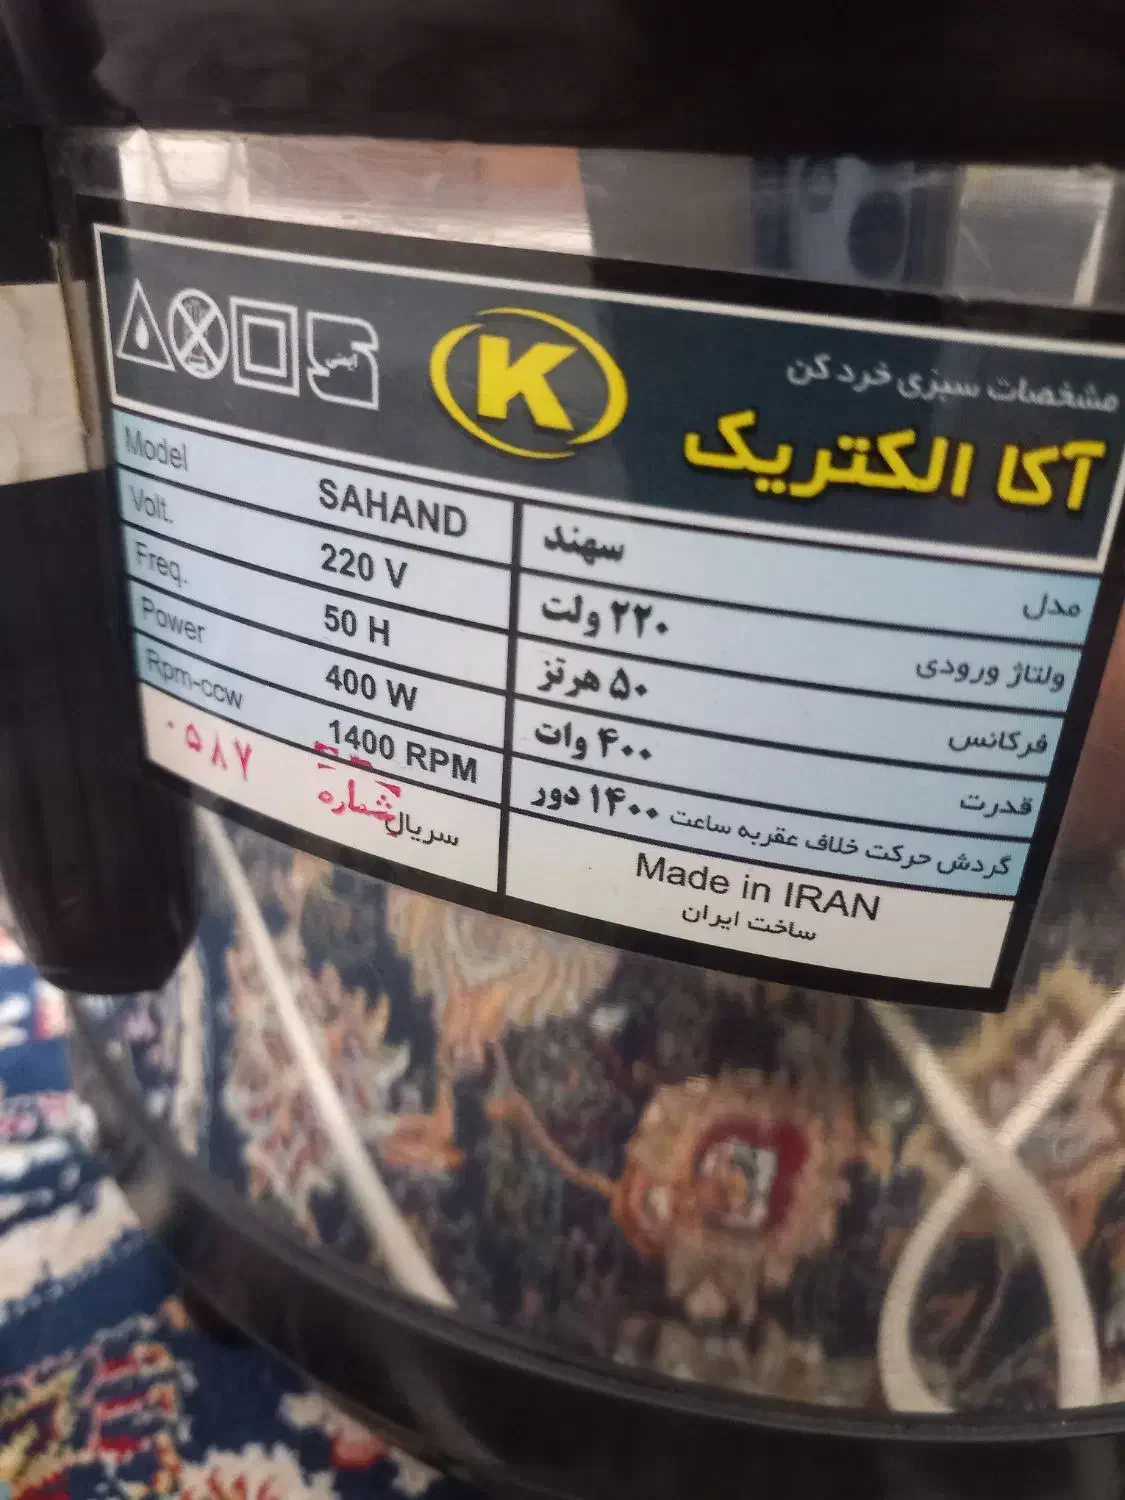 مشخصات سبزی خرد کن
آکا الکتریک
K
ایمنی
Model SAHAND سهند مدل
Volt. 220 V ۲۲۰ ولت ولتاژ ورودی
Freq. 50 H ۵۰ هرتز فرکانس
Power 400 W ۴۰۰ وات قدرت
Rpm-ccw 1400 RPM ۱۴۰۰ دور گردش حرکت خلاف عقربه ساعت
سریال شماره ۰۵۸۷
Made in IRAN
ساخت ایران